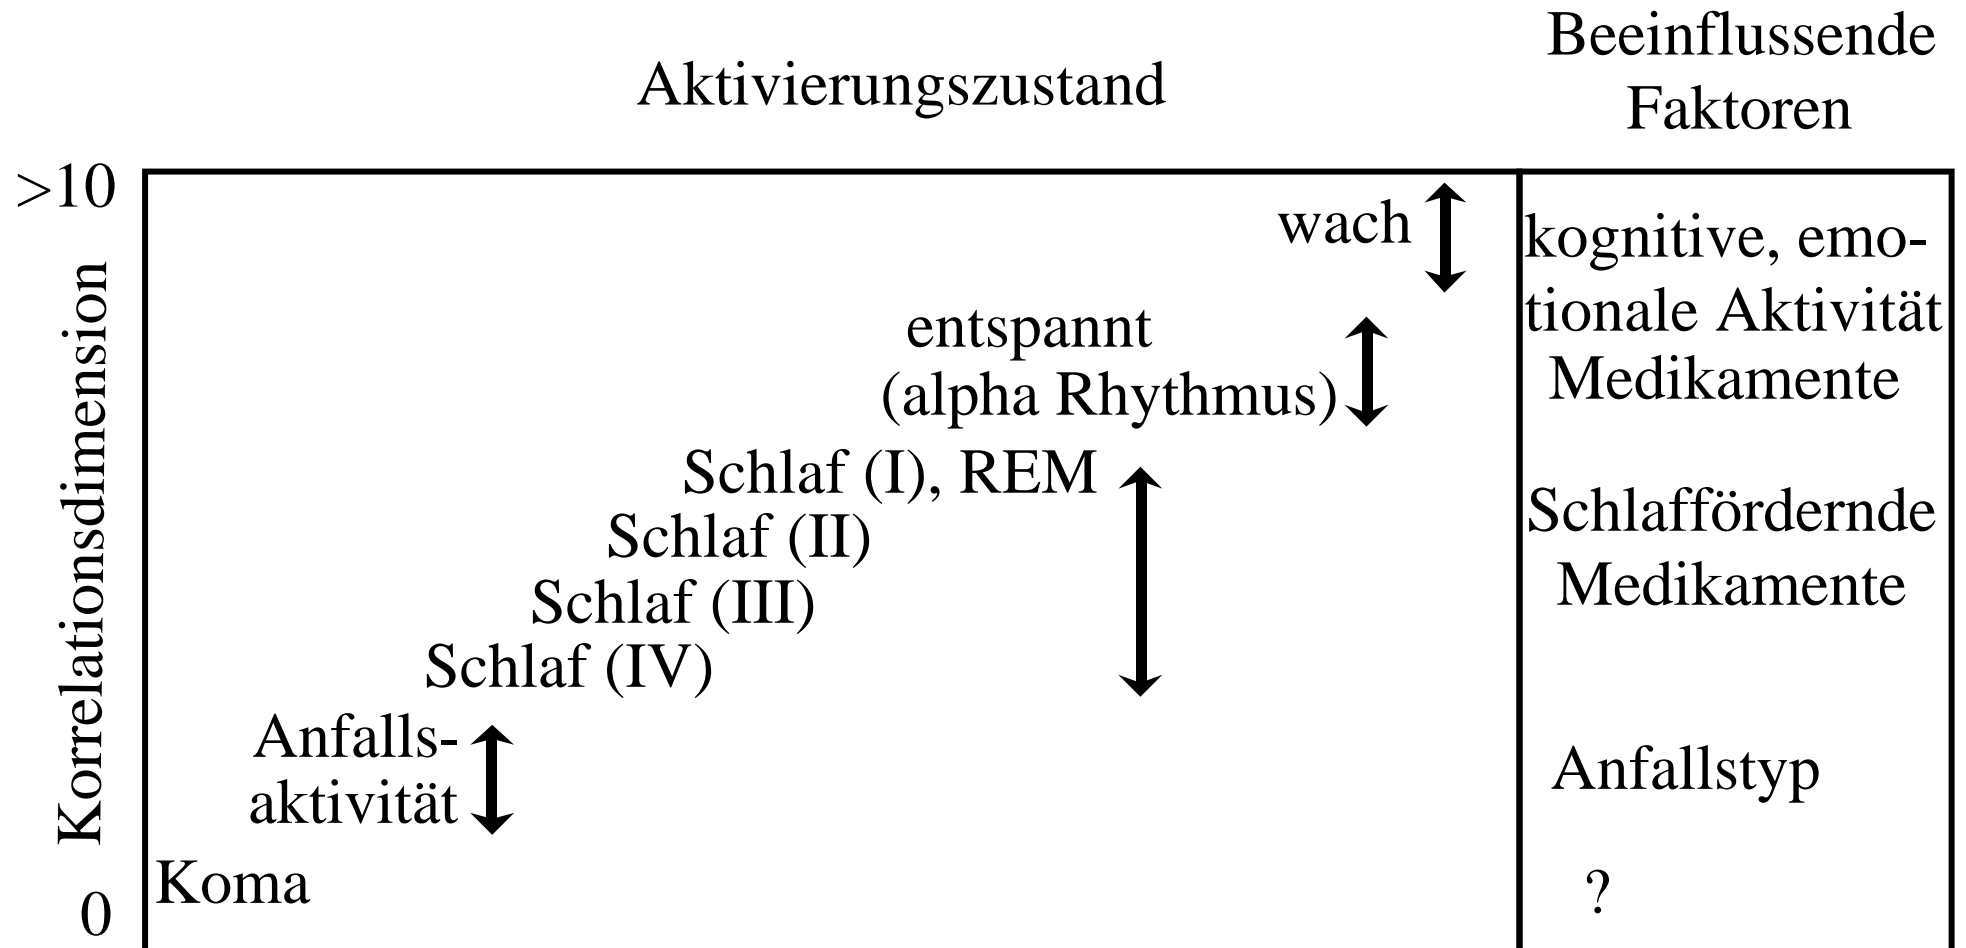 Aktivierungszustand
Beeinflussende
Faktoren
>10
Korrelationsdimension
0
wach
entspannt
(alpha Rhythmus)
Schlaf (I), REM
Schlaf (II)
Schlaf (III)
Schlaf (IV)
Anfalls-
aktivität
Koma
kognitive, emo-
tionale Aktivität
Medikamente
Schlaffördernde
Medikamente
Anfallstyp
?